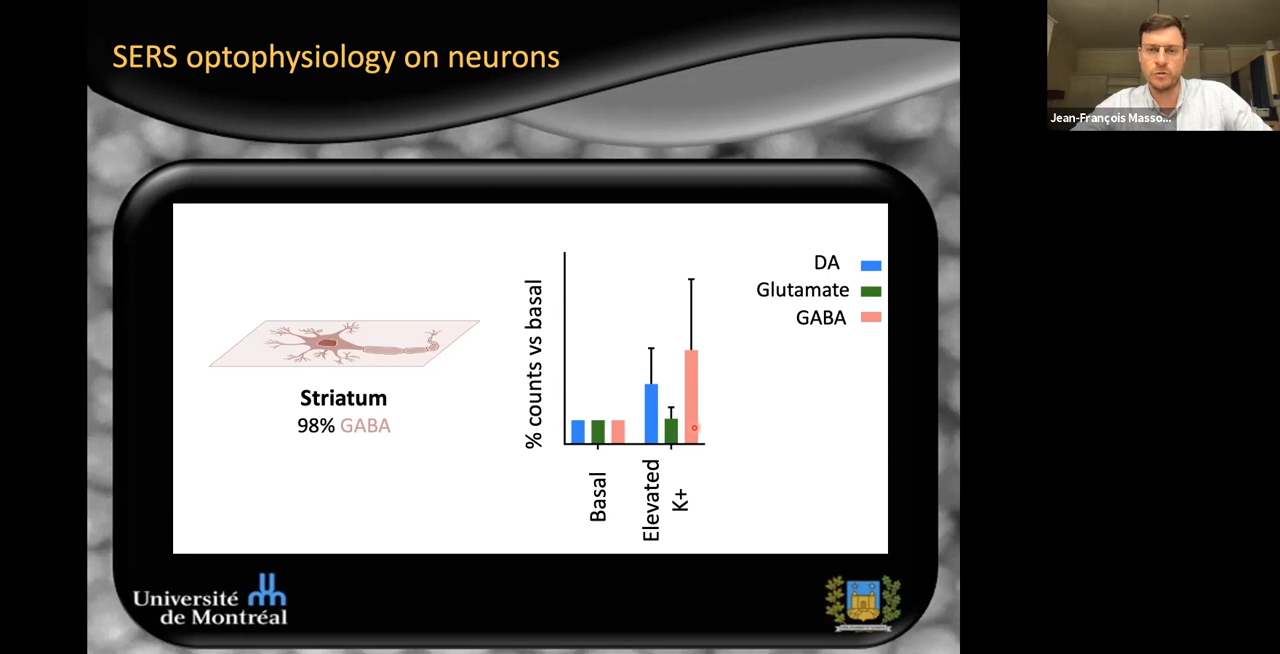 SERS optophysiology on neurons
Jean-François Masso...
DA
Glutamate
GABA
% counts vs basal
Striatum
98% GABA
Basal
Elevated
K+
Université
de Montréal